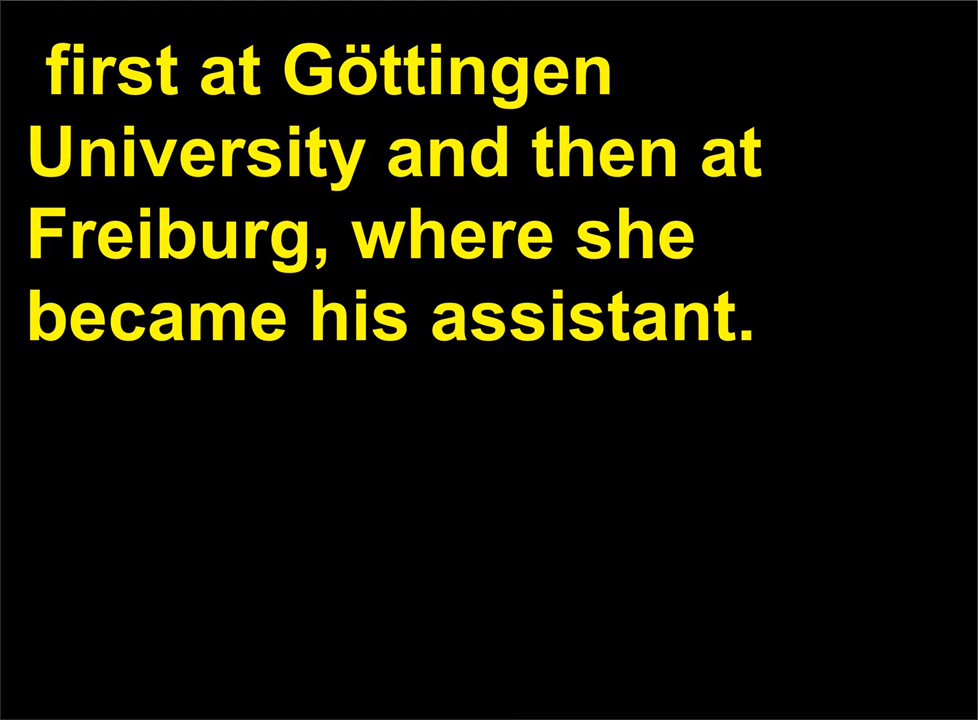 first at Göttingen
University and then at
Freiburg, where she
became his assistant.